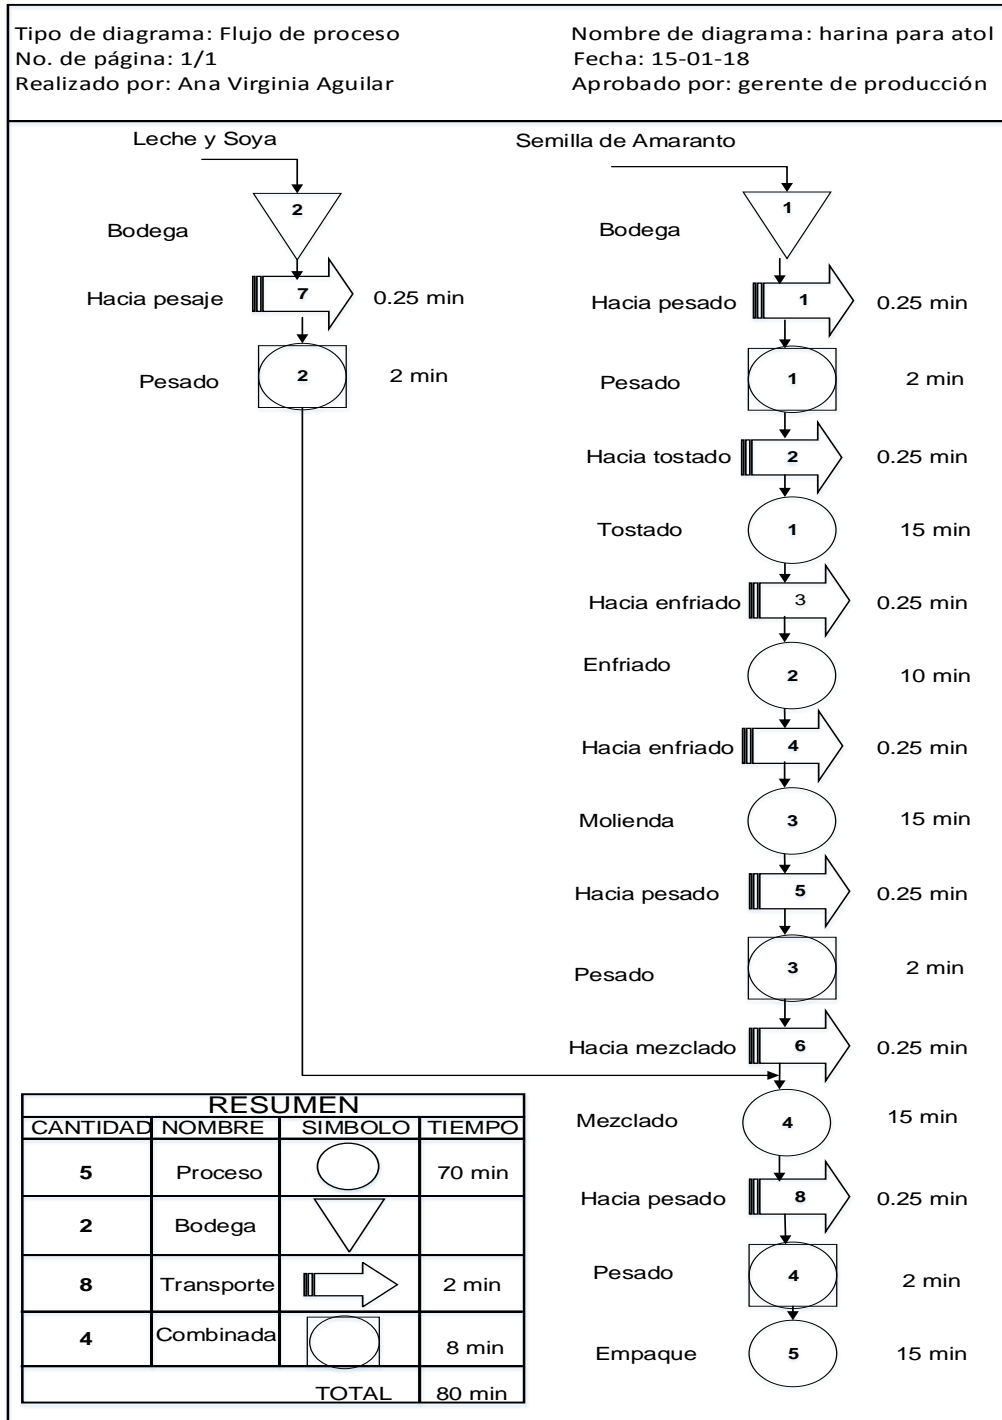 Tipo de diagrama: Flujo de proceso
No. de página: 1/1
Realizado por: Ana Virginia Aguilar
Nombre de diagrama: harina para atol
Fecha: 15-01-18
Aprobado por: gerente de producción
Leche y Soya
2
Bodega
Hacia pesaje 7 0.25 min
Pesado 2 2 min
Semilla de Amaranto
1
Bodega
Hacia pesado 1 0.25 min
Pesado 1 2 min
Hacia tostado 2 0.25 min
Tostado 1 15 min
Hacia enfriado 3 0.25 min
Enfriado 2 10 min
Hacia enfriado 4 0.25 min
Molienda 3 15 min
Hacia pesado 5 0.25 min
Pesado 3 2 min
Hacia mezclado 6 0.25 min
Mezclado 4 15 min
Hacia pesado 8 0.25 min
Pesado 4 2 min
Empaque 5 15 min
RESUMEN
CANTIDAD NOMBRE SIMBOLO TIEMPO
5 Proceso 70 min
2 Bodega
8 Transporte 2 min
4 Combinada 8 min
TOTAL 80 min